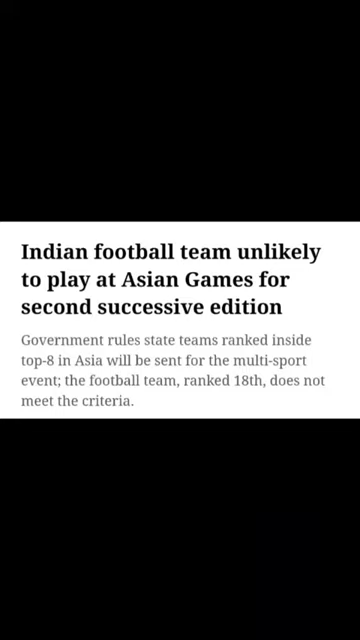 Indian football team unlikely
to play at Asian Games for
second successive edition
Government rules state teams ranked inside
top-8 in Asia will be sent for the multi-sport
event; the football team, ranked 18th, does not
meet the criteria.